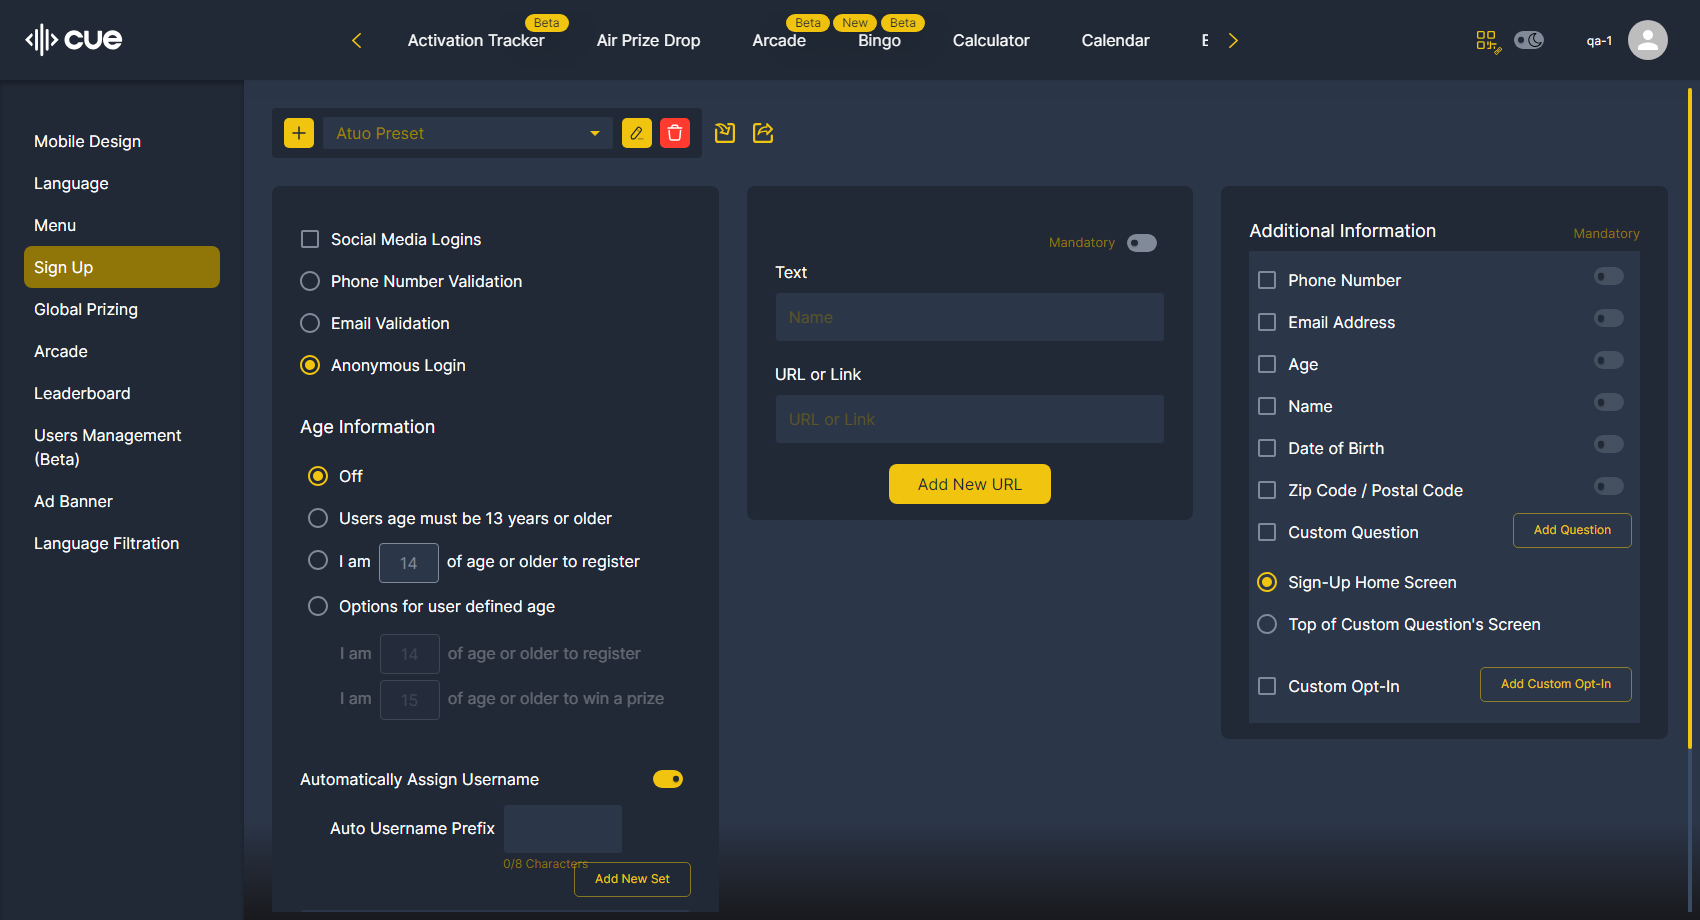 cue
Beta
Beta
New
Beta
Activation Tracker
Air Prize Drop
Arcade
Bingo
Calculator
Calendar
qa-1
Mobile Design
Language
Menu
Sign Up
Global Prizing
Arcade
Leaderboard
Users Management
(Beta)
Ad Banner
Language Filtration
Atuo Preset
Social Media Logins
Phone Number Validation
Email Validation
Anonymous Login
Age Information
Off
Users age must be 13 years or older
I am 14 of age or older to register
Options for user defined age
I am 14 of age or older to register
I am 15 of age or older to win a prize
Automatically Assign Username
Auto Username Prefix
0/8 Characters
Add New Set
Mandatory
Text
Name
URL or Link
URL or Link
Add New URL
Additional Information
Mandatory
Phone Number
Email Address
Age
Name
Date of Birth
Zip Code / Postal Code
Custom Question
Add Question
Sign-Up Home Screen
Top of Custom Question's Screen
Custom Opt-In
Add Custom Opt-In